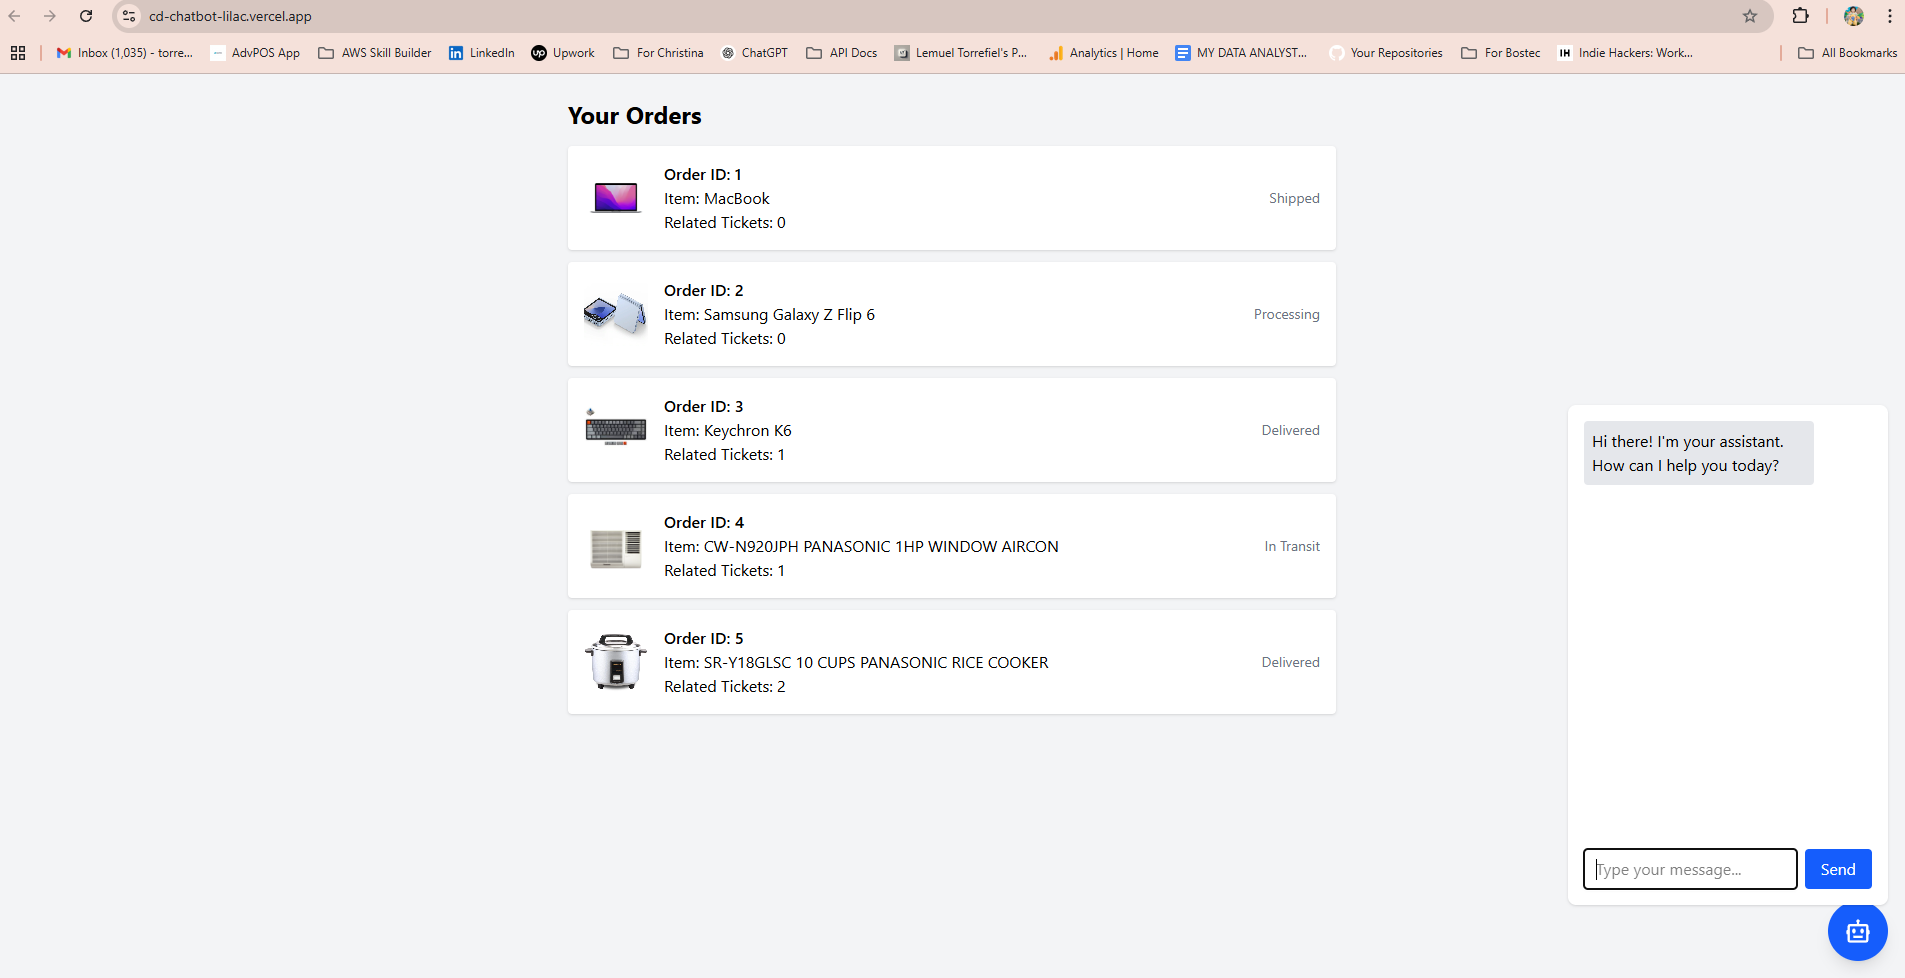 cd-chatbot-lilac.vercel.app
Inbox (1,035) - torre...
AdvPOS App
AWS Skill Builder
LinkedIn
up Upwork
For Christina
ChatGPT
API Docs
Lemuel Torrefiel's P...
Analytics | Home
MY DATA ANALYST...
Your Repositories
For Bostec
IH Indie Hackers: Work...
All Bookmarks
Your Orders
Order ID: 1
Item: MacBook
Related Tickets: 0
Shipped
Order ID: 2
Item: Samsung Galaxy Z Flip 6
Related Tickets: 0
Processing
Order ID: 3
Item: Keychron K6
Related Tickets: 1
Delivered
Order ID: 4
Item: CW-N920JPH PANASONIC 1HP WINDOW AIRCON
Related Tickets: 1
In Transit
Order ID: 5
Item: SR-Y18GLSC 10 CUPS PANASONIC RICE COOKER
Related Tickets: 2
Delivered
Hi there! I'm your assistant.
How can I help you today?
Type your message...
Send